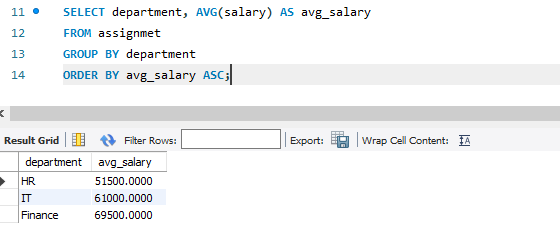 11 SELECT department, AVG(salary) AS avg_salary
12 FROM assignmet
13 GROUP BY department
14 ORDER BY avg_salary ASC;
Result Grid Filter Rows: Export: Wrap Cell Content: IA
department avg_salary
HR 51500.0000
IT 61000.0000
Finance 69500.0000